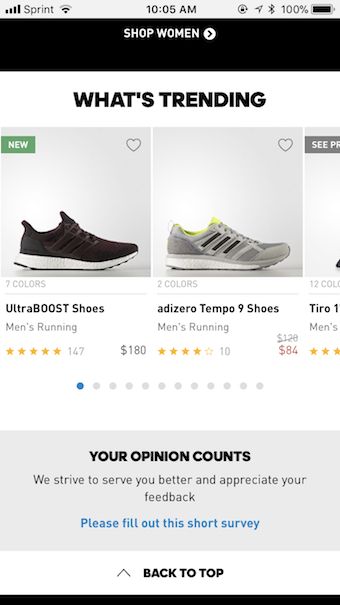 Sprint 10:05 AM 100%
SHOP WOMEN
WHAT'S TRENDING
NEW
SEE PR
7 COLORS
2 COLORS
12 COLO
UltraBOOST Shoes
adizero Tempo 9 Shoes
Tiro 1
Men's Running
Men's Running
Men's
$120
147
$180
10
$84
YOUR OPINION COUNTS
We strive to serve you better and appreciate your
feedback
Please fill out this short survey
BACK TO TOP